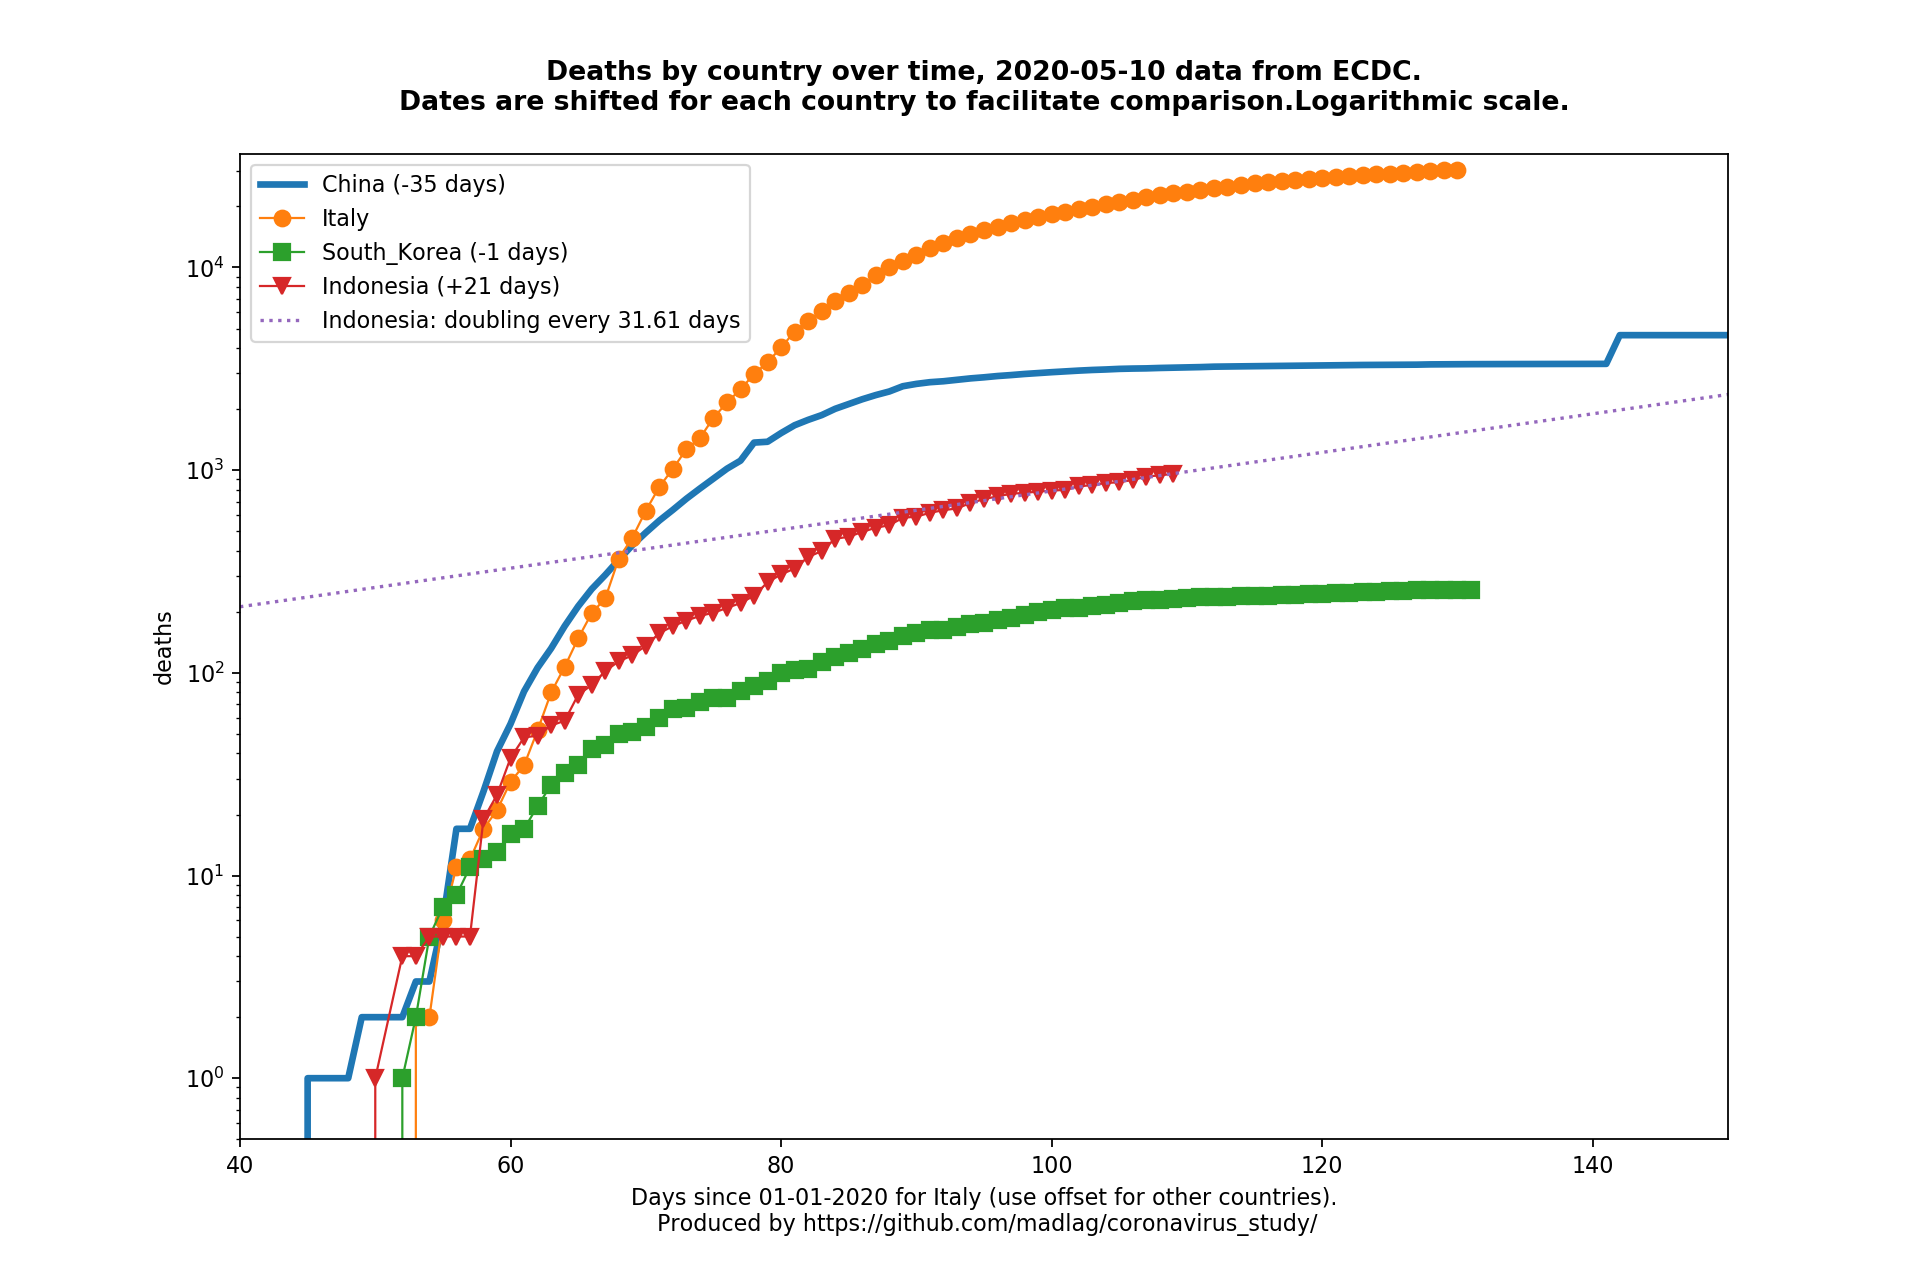 Deaths by country over time, 2020-05-10 data from ECDC.
Dates are shifted for each country to facilitate comparison.Logarithmic scale.
China (-35 days)
Italy
South_Korea (-1 days)
Indonesia (+21 days)
Indonesia: doubling every 31.61 days
deaths
10⁴
10³
10²
10¹
10⁰
40 60 80 100 120 140
Days since 01-01-2020 for Italy (use offset for other countries).
Produced by https://github.com/madlag/coronavirus_study/